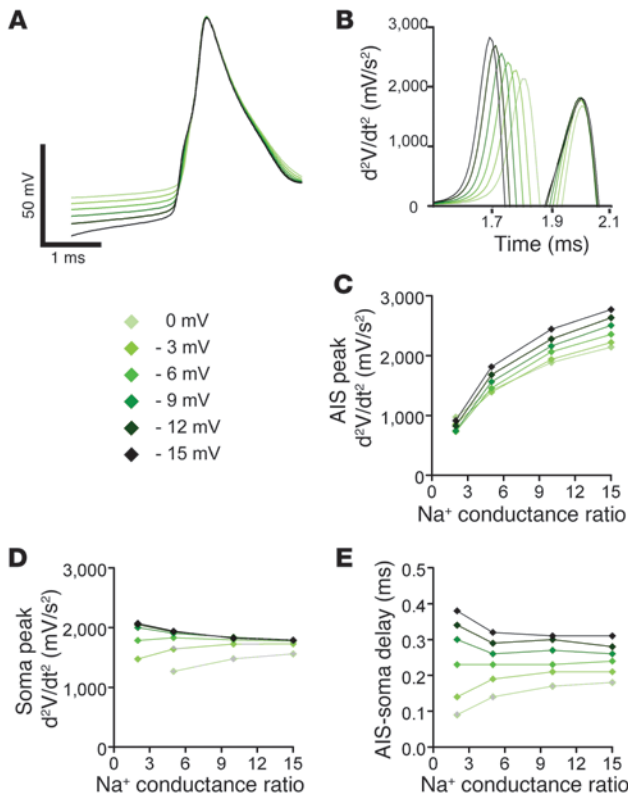 A
50 mV
1 ms
B
d²V/dt² (mV/s²)
3,000
2,000
1,000
0
1.7 1.9 2.1
Time (ms)
0 mV
- 3 mV
- 6 mV
- 9 mV
- 12 mV
- 15 mV
C
AIS peak
d²V/dt² (mV/s²)
3,000
2,000
1,000
0
0 3 6 9 12 15
Na⁺ conductance ratio
D
Soma peak
d²V/dt² (mV/s²)
3,000
2,000
1,000
0
0 3 6 9 12 15
Na⁺ conductance ratio
E
AIS-soma delay (ms)
0.5
0.4
0.3
0.2
0.1
0.0
0 3 6 9 12 15
Na⁺ conductance ratio